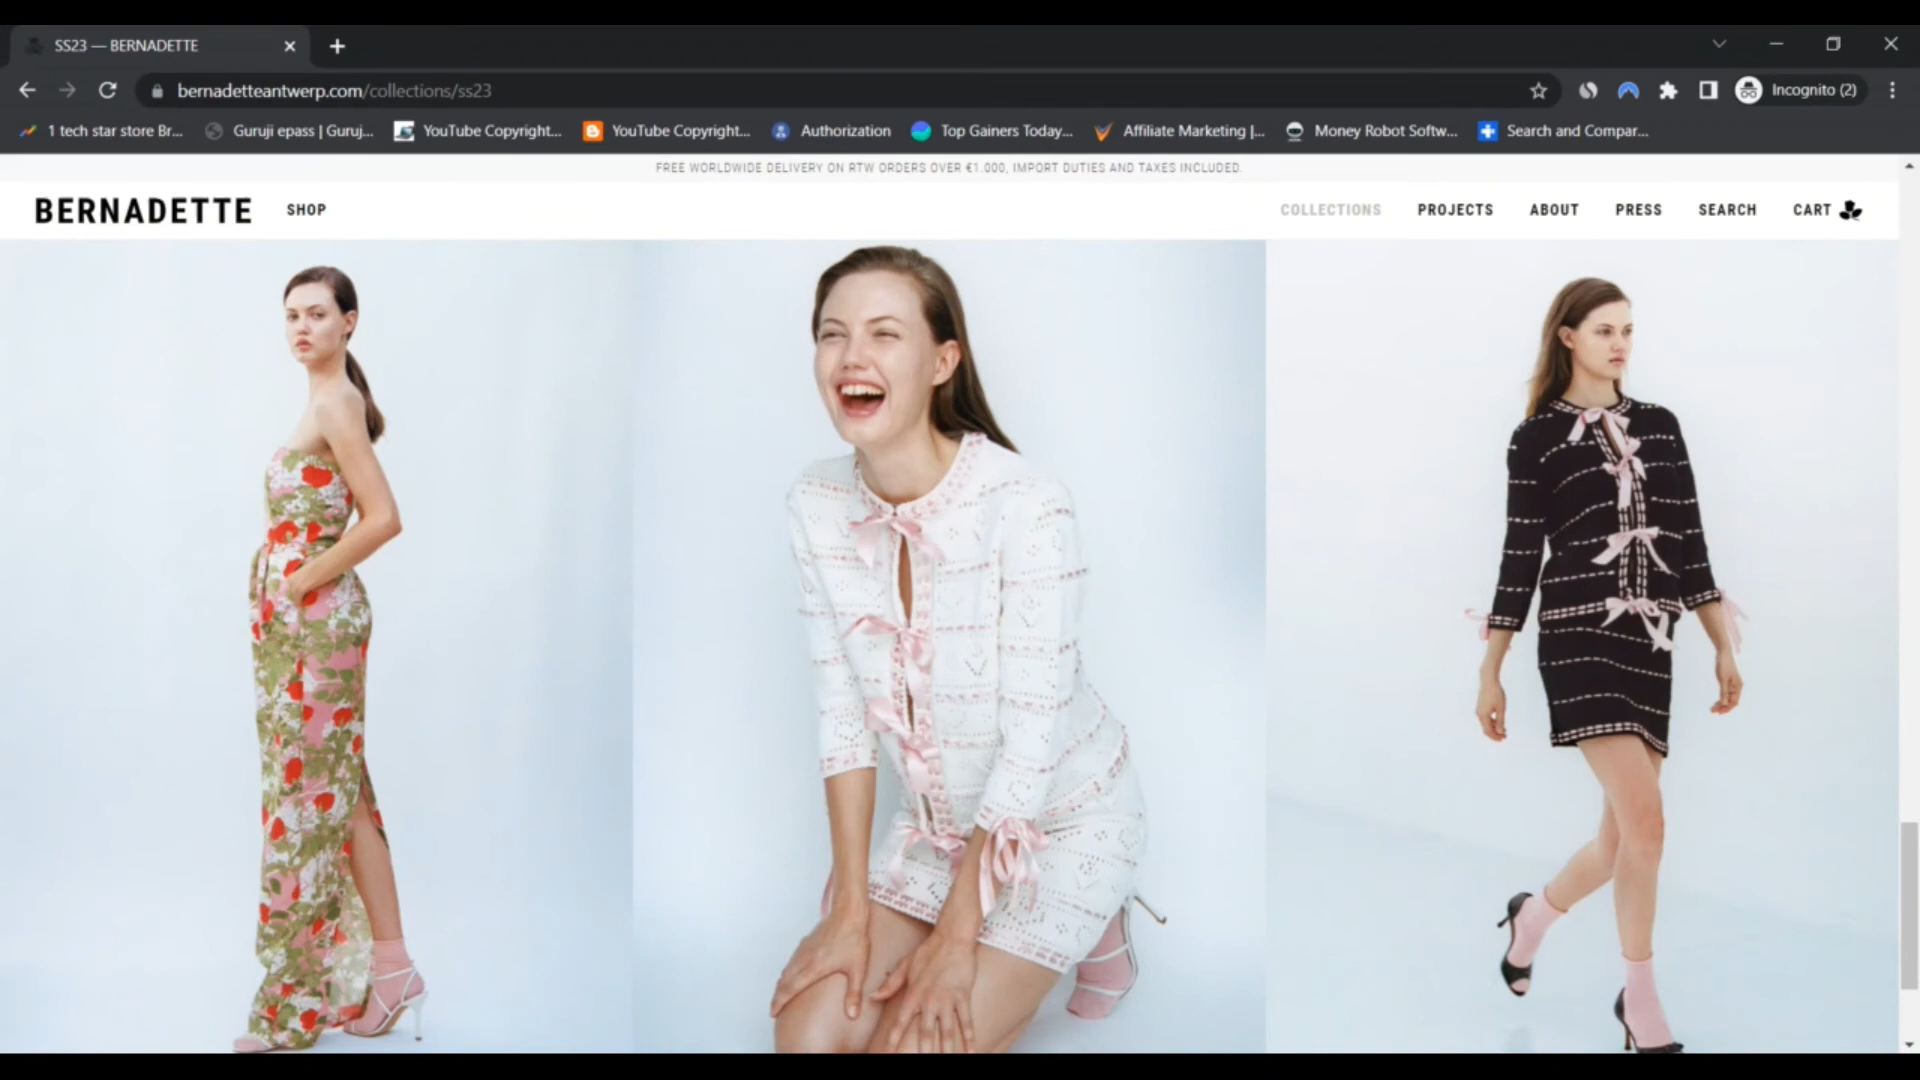 SS23 — BERNADETTE
bernadetteantwerp.com/collections/ss23
Incognito (2)
1 tech star store Br...
Guruji epass | Guruj...
YouTube Copyright...
YouTube Copyright...
Authorization
Top Gainers Today...
Affiliate Marketing |...
Money Robot Softw...
Search and Compar...
FREE WORLDWIDE DELIVERY ON RTW ORDERS OVER €1.000, IMPORT DUTIES AND TAXES INCLUDED.
BERNADETTE
SHOP
COLLECTIONS
PROJECTS
ABOUT
PRESS
SEARCH
CART